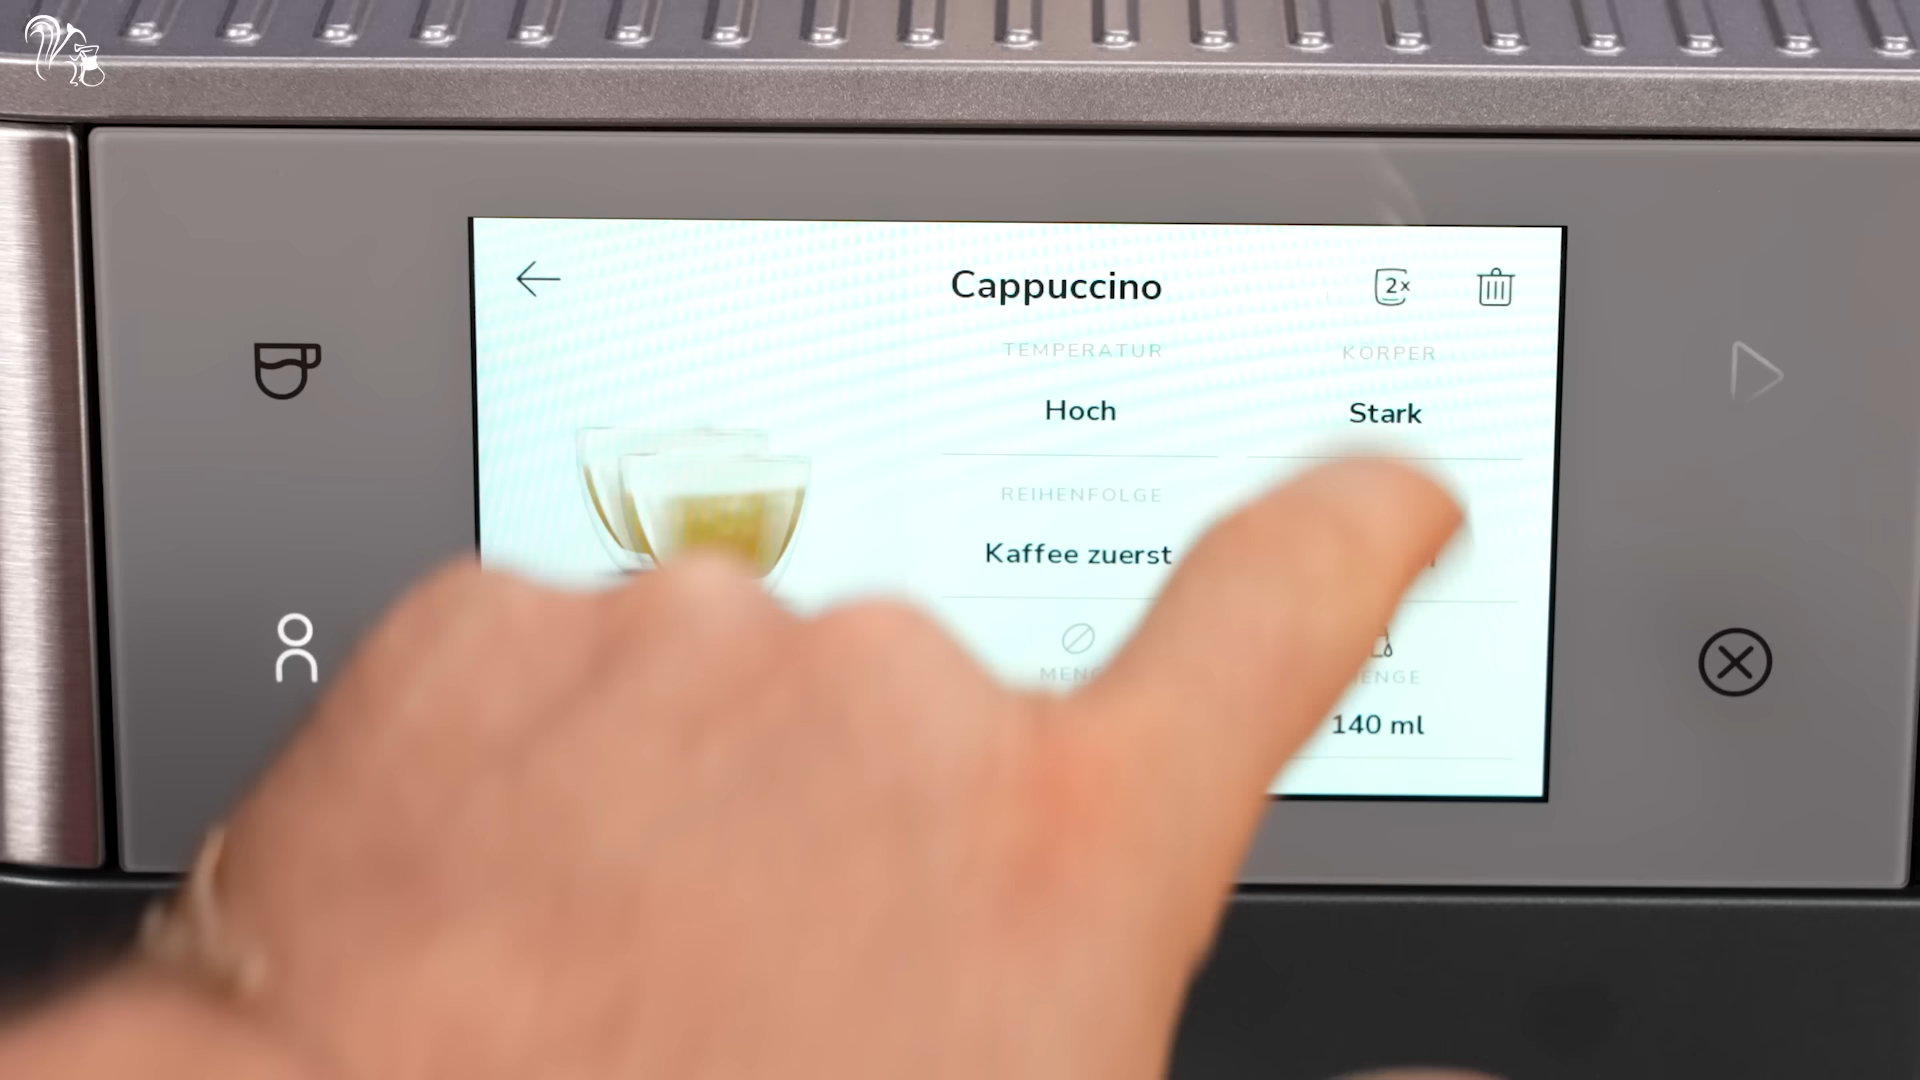 Cappuccino
2x
TEMPERATUR
KÖRPER
Hoch
Stark
REIHENFOLGE
Kaffee zuerst
140 ml